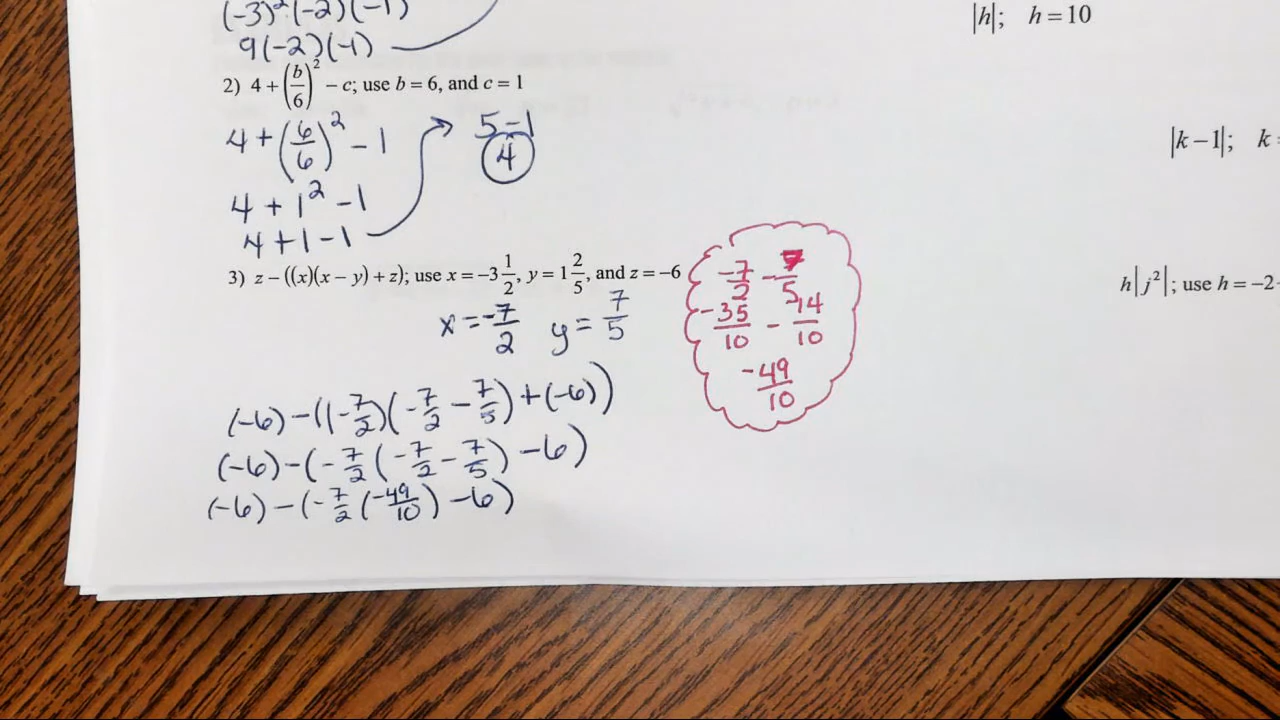 (-3)²(-2)(-1)
9(-2)(-1)
2) 4 + (b/6)² − c; use b = 6, and c = 1
4 + (6/6)² - 1
4 + 1² - 1
4 + 1 - 1
5 - 1
4
3) z − ((x)(x − y) + z); use x = −3 1/2, y = 1 2/5, and z = −6
x = -7/2 y = 7/5
(-6) - ((-7/2)(-7/2 - 7/5) + (-6))
(-6) - (-7/2 (-7/2 - 7/5) - 6)
(-6) - (-7/2 (-49/10) - 6)
-7/2 - 7/5
-35/10 - 14/10
-49/10
|h|; h = 10
|k − 1|; k =
h|j²|; use h = −2